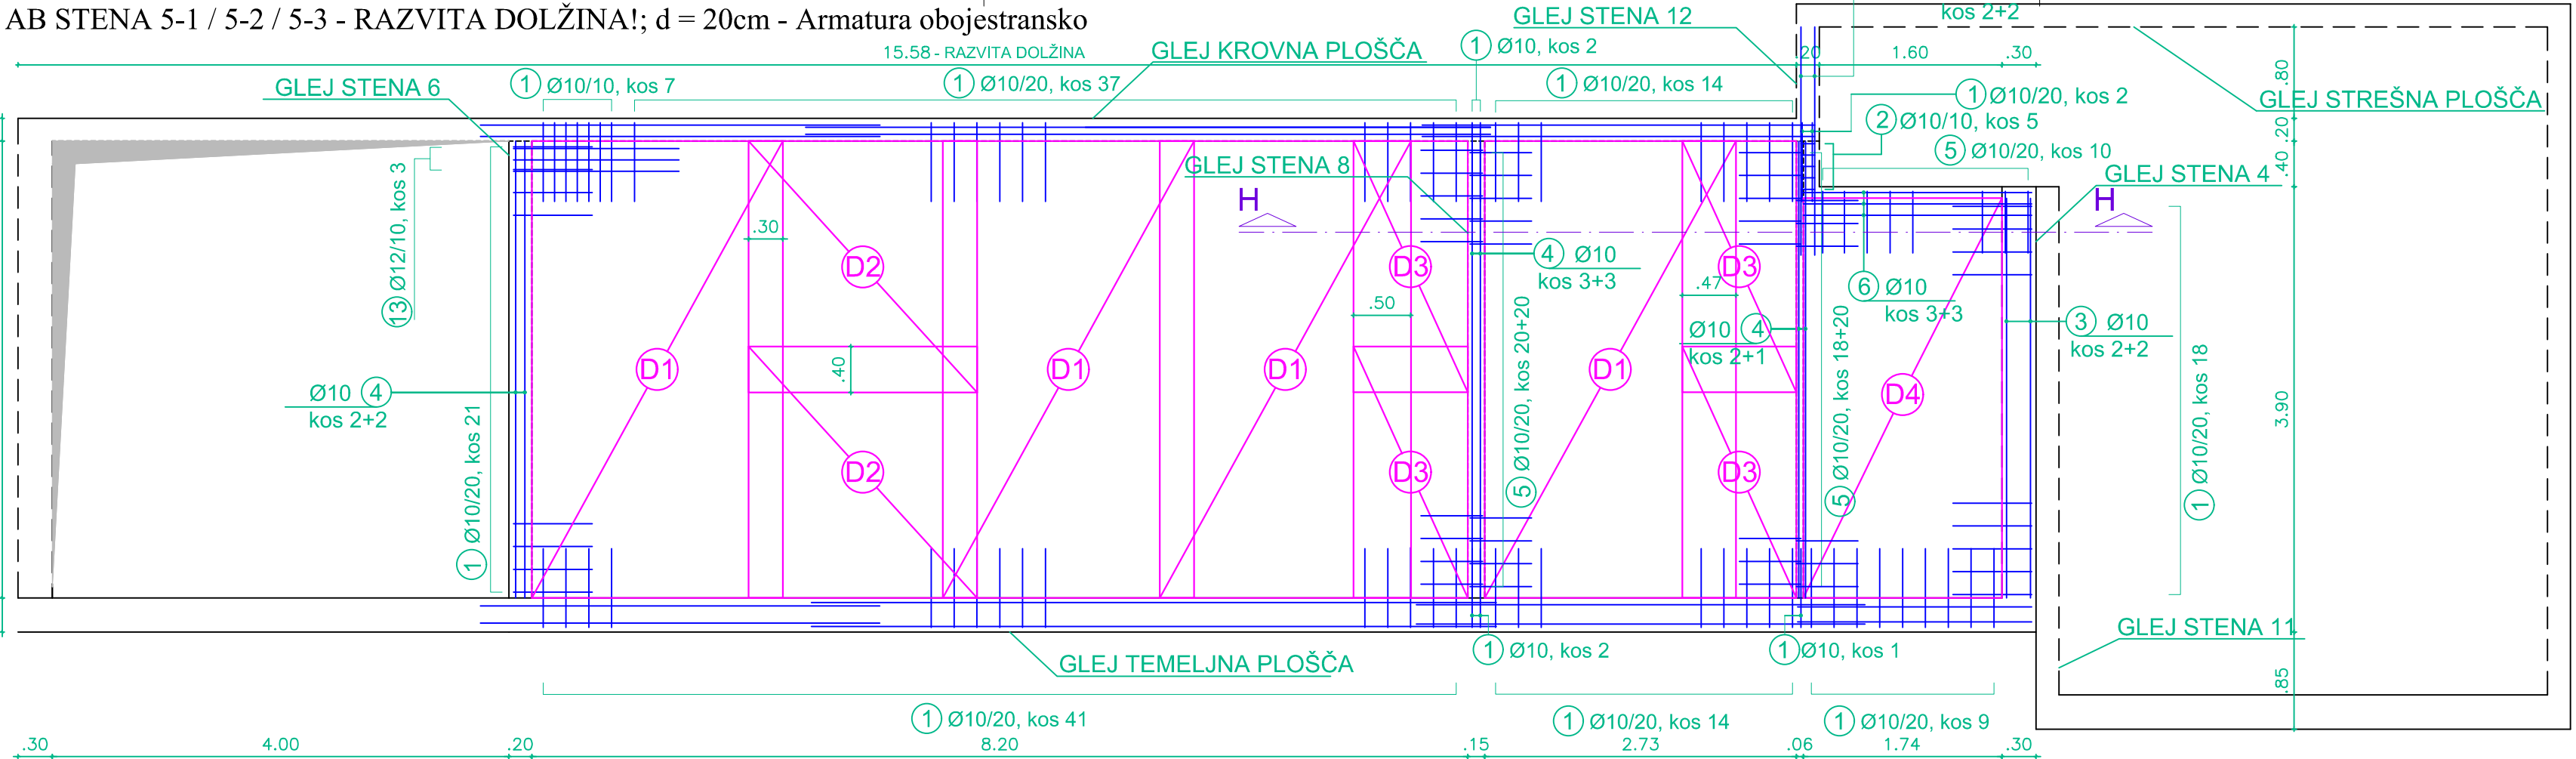 AB STENA 5-1 / 5-2 / 5-3 - RAZVITA DOLŽINA!; d = 20cm - Armatura obojestransko
GLEJ STENA 12
kos 2+2
15.58 - RAZVITA DOLŽINA
GLEJ KROVNA PLOŠČA
1 Ø10, kos 2
20
1.60
.30
.80
GLEJ STENA 6
1 Ø10/10, kos 7
1 Ø10/20, kos 37
1 Ø10/20, kos 14
1 Ø10/20, kos 2
GLEJ STREŠNA PLOŠČA
2 Ø10/10, kos 5
.20
5 Ø10/20, kos 10
.40
GLEJ STENA 8
GLEJ STENA 4
H
H
13 Ø12/10, kos 3
.30
D2
D3
D3
4 Ø10
kos 3+3
.47
6 Ø10
kos 3+3
.50
Ø10 4
kos 2+1
3 Ø10
kos 2+2
D1
.40
D1
D1
D1
D4
5 Ø10/20, kos 20+20
5 Ø10/20, kos 18+20
1 Ø10/20, kos 18
3.90
Ø10 4
kos 2+2
1 Ø10/20, kos 21
D2
D3
D3
GLEJ STENA 11
GLEJ TEMELJNA PLOŠČA
1 Ø10, kos 2
1 Ø10, kos 1
.85
1 Ø10/20, kos 41
1 Ø10/20, kos 14
1 Ø10/20, kos 9
.30
4.00
.20
8.20
.15
2.73
.06
1.74
.30